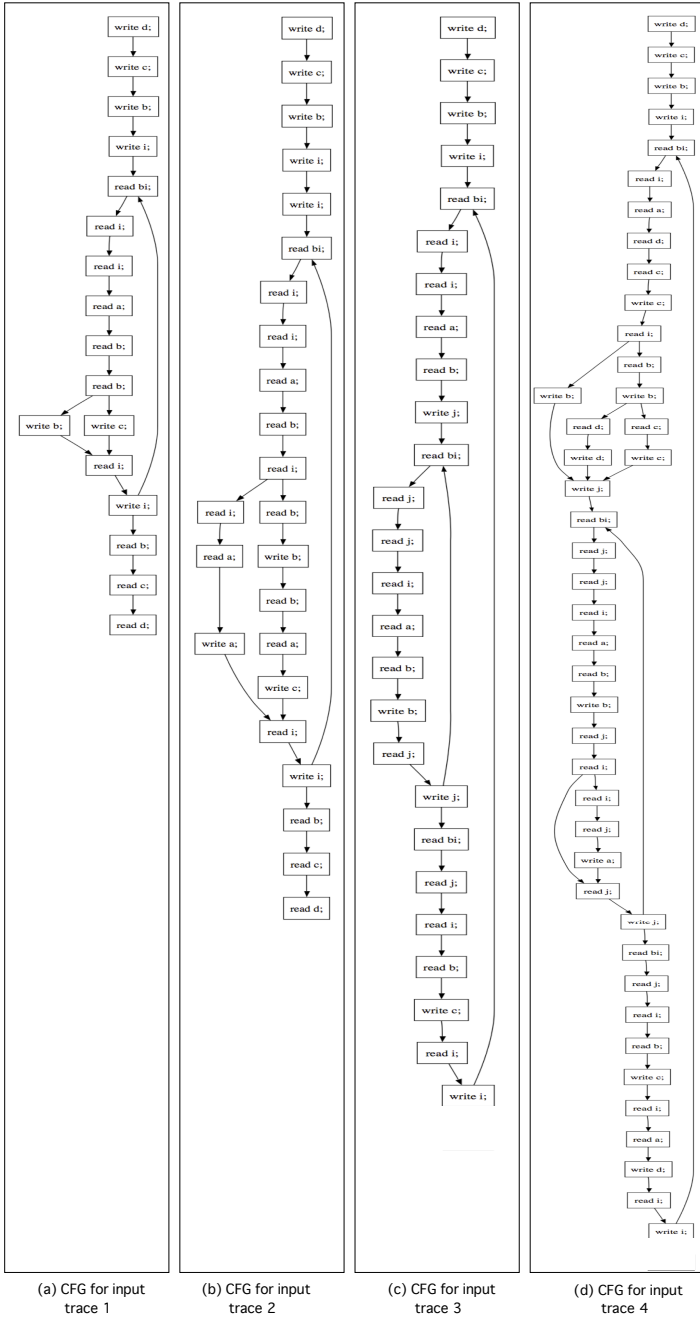 write d;
write c;
write b;
write i;
read bi;
read i;
read i;
read a;
read b;
read b;
write b;
write c;
read i;
write i;
read b;
read c;
read d;
(a) CFG for input
trace 1
write d;
write c;
write b;
write i;
write i;
read bi;
read i;
read i;
read a;
read b;
read i;
read i;
read b;
read a;
write b;
read b;
write a;
read a;
write c;
read i;
write i;
read b;
read c;
read d;
(b) CFG for input
trace 2
write d;
write c;
write b;
write i;
read bi;
read i;
read i;
read a;
read b;
write j;
read bi;
read j;
read j;
read i;
read a;
read b;
write b;
read j;
write j;
read bi;
read j;
read i;
read b;
write c;
read i;
write i;
(c) CFG for input
trace 3
write d;
write c;
write b;
write i;
read bi;
read i;
read a;
read d;
read c;
write c;
read i;
read b;
write b;
write b;
read d;
read c;
write d;
write c;
write j;
read bi;
read j;
read j;
read i;
read a;
read b;
write b;
read j;
read i;
read i;
read j;
write a;
read j;
write j;
read bi;
read j;
read i;
read b;
write c;
read i;
read a;
write d;
read i;
write i;
(d) CFG for input
trace 4